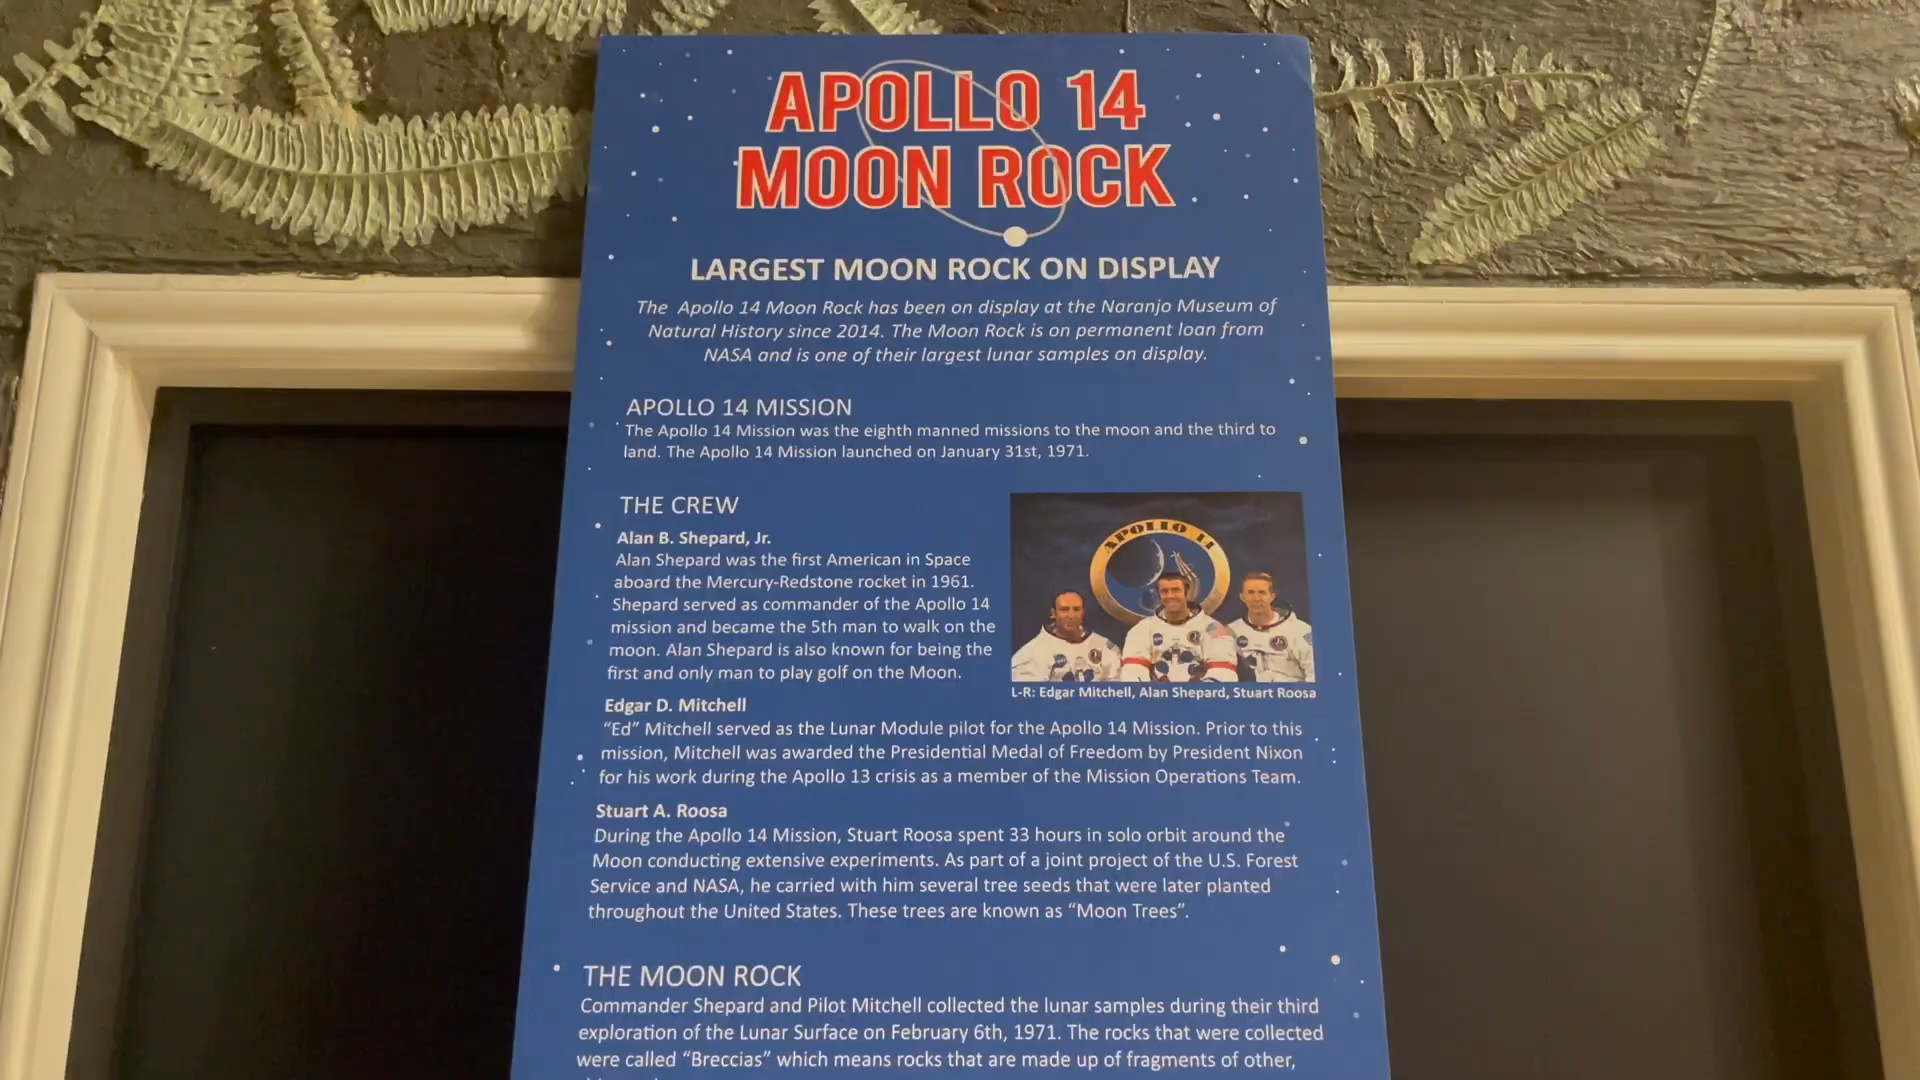 APOLLO 14
MOON ROCK
LARGEST MOON ROCK ON DISPLAY
The Apollo 14 Moon Rock has been on display at the Naranjo Museum of
Natural History since 2014. The Moon Rock is on permanent loan from
NASA and is one of their largest lunar samples on display.
APOLLO 14 MISSION
The Apollo 14 Mission was the eighth manned missions to the moon and the third to
land. The Apollo 14 Mission launched on January 31st, 1971.
THE CREW
Alan B. Shepard, Jr.
Alan Shepard was the first American in Space
aboard the Mercury-Redstone rocket in 1961.
Shepard served as commander of the Apollo 14
mission and became the 5th man to walk on the
moon. Alan Shepard is also known for being the
first and only man to play golf on the Moon.
APOLLO 14
L-R: Edgar Mitchell, Alan Shepard, Stuart Roosa
Edgar D. Mitchell
“Ed” Mitchell served as the Lunar Module pilot for the Apollo 14 Mission. Prior to this
mission, Mitchell was awarded the Presidential Medal of Freedom by President Nixon
for his work during the Apollo 13 crisis as a member of the Mission Operations Team.
Stuart A. Roosa
During the Apollo 14 Mission, Stuart Roosa spent 33 hours in solo orbit around the
Moon conducting extensive experiments. As part of a joint project of the U.S. Forest
Service and NASA, he carried with him several tree seeds that were later planted
throughout the United States. These trees are known as “Moon Trees”.
THE MOON ROCK
Commander Shepard and Pilot Mitchell collected the lunar samples during their third
exploration of the Lunar Surface on February 6th, 1971. The rocks that were collected
were called “Breccias” which means rocks that are made up of fragments of other,